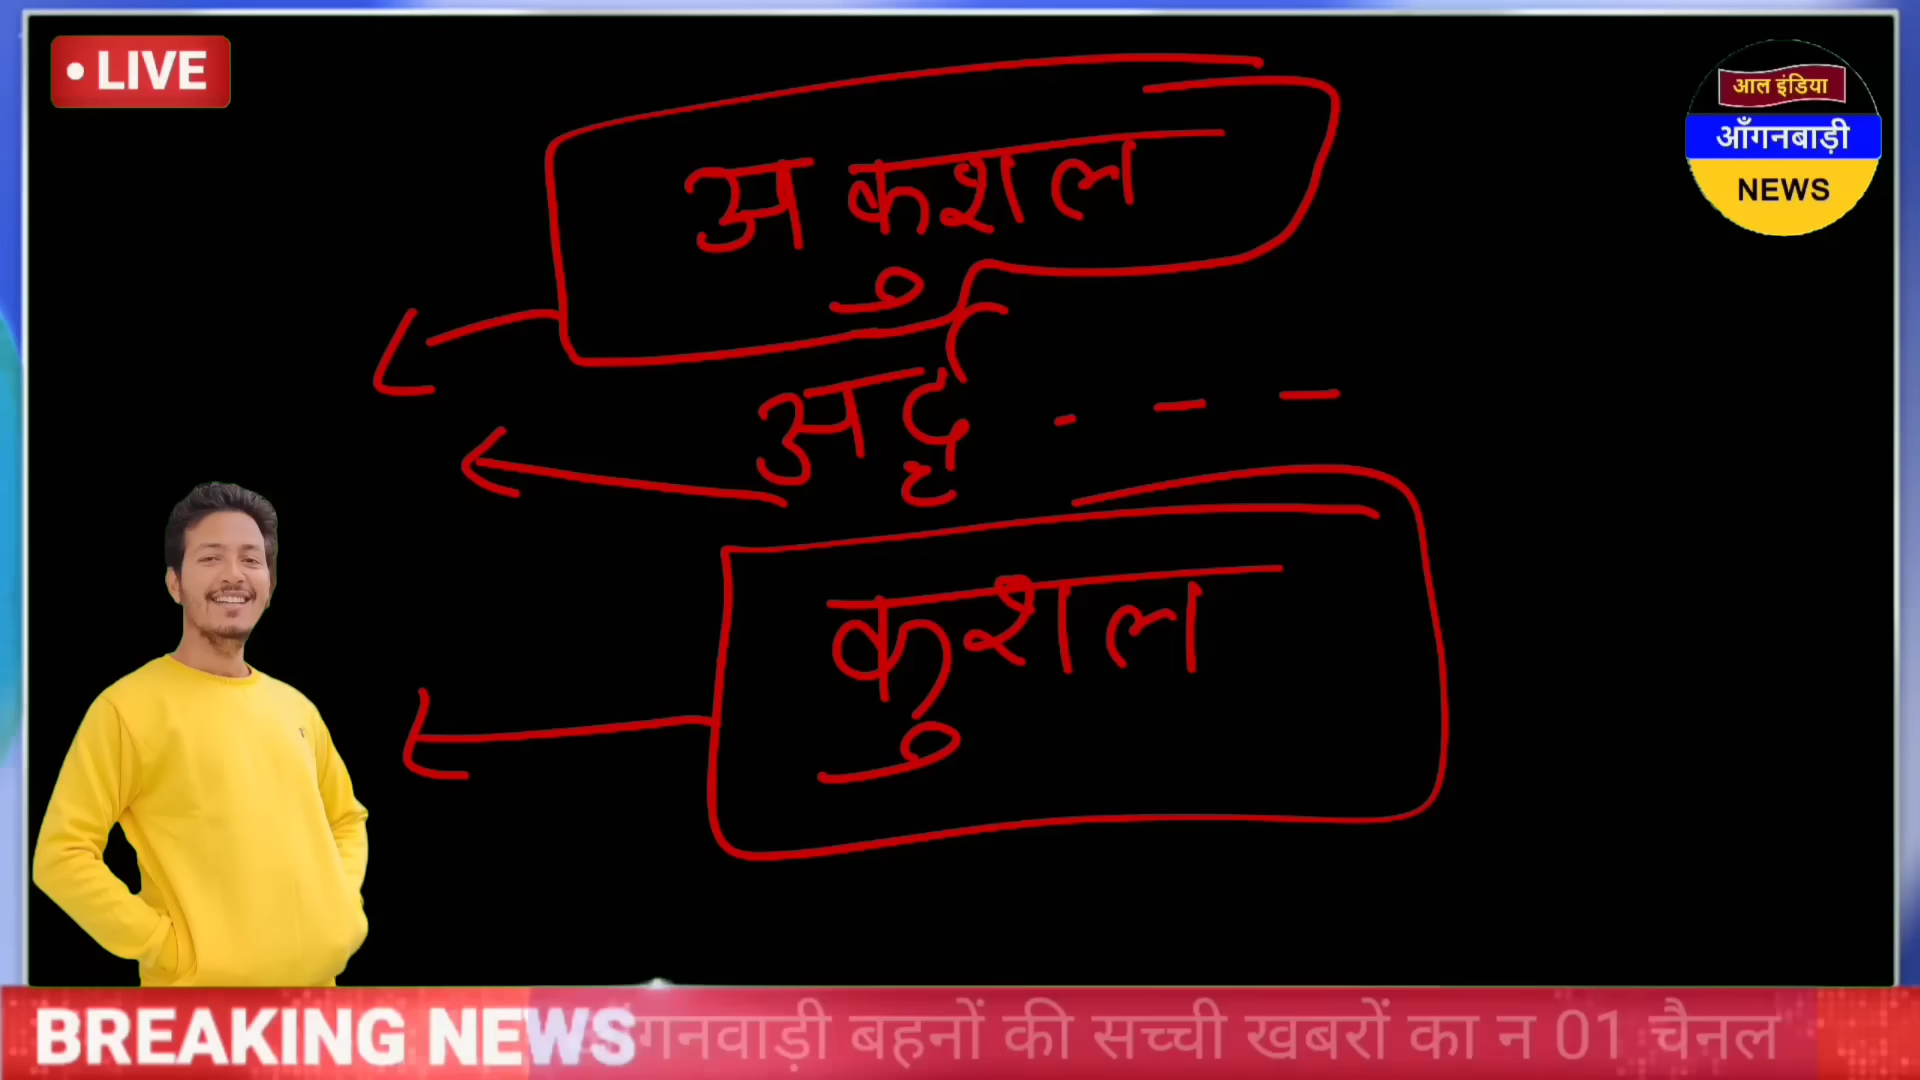 • LIVE
आल इंडिया
आँगनबाड़ी
NEWS
अकुशल
अर्द्ध - - -
कुशल
BREAKING NEWS
गनवाड़ी बहनों की सच्ची खबरों का न 01 चैनल